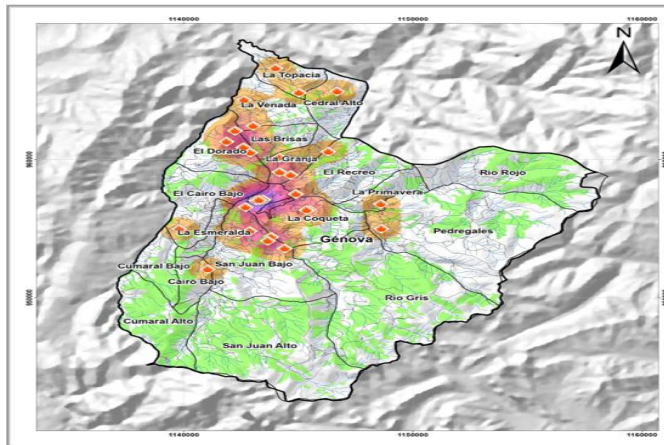 1140000 1150000 1160000
N
La Topacia
La Venada Cedral Alto
Las Brisas
El Dorado
960000
La Granja
El Recreo Rio Rojo
El Cairo Bajo La Primavera
La Coqueta
La Esmeralda Pedregales
Génova
San Juan Bajo
Cumaral Bajo
Cairo Bajo
950000
Rio Gris
Cumaral Alto
San Juan Alto
1140000 1150000 1160000